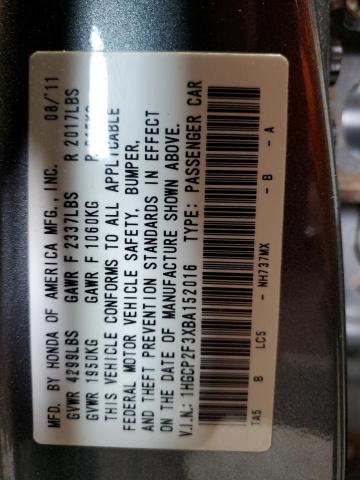 MFD. BY HONDA OF AMERICA MFG., INC. 08/'11
GVWR 4299LBS GAWR F 2337LBS R 2017LBS
GVWR 1950KG GAWR F 1060KG R
THIS VEHICLE CONFORMS TO ALL APPLICABLE
FEDERAL MOTOR VEHICLE SAFETY, BUMPER,
AND THEFT PREVENTION STANDARDS IN EFFECT
ON THE DATE OF MANUFACTURE SHOWN ABOVE.
V.I.N.: 1HGCP2F3XBA152016 TYPE: PASSENGER CAR
TA5 B LC5 - NH737MX - B - A